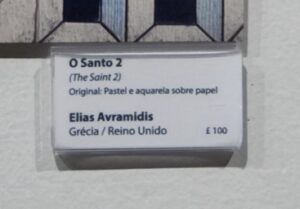 O Santo 2
(The Saint 2)
Original: Pastel e aquarela sobre papel
Elias Avramidis
Grécia / Reino Unido £ 100